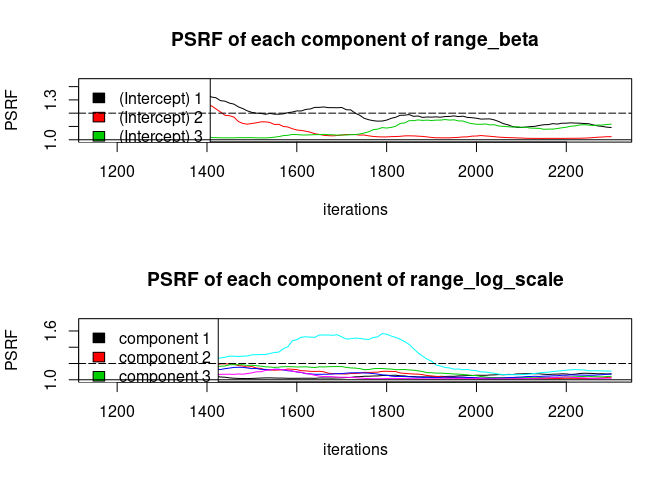 PSRF of each component of range_beta
PSRF
1.0
1.3
(Intercept) 1
(Intercept) 2
(Intercept) 3
1200
1400
1600
1800
2000
2200
iterations
PSRF of each component of range_log_scale
PSRF
1.0
1.6
component 1
component 2
component 3
1200
1400
1600
1800
2000
2200
iterations